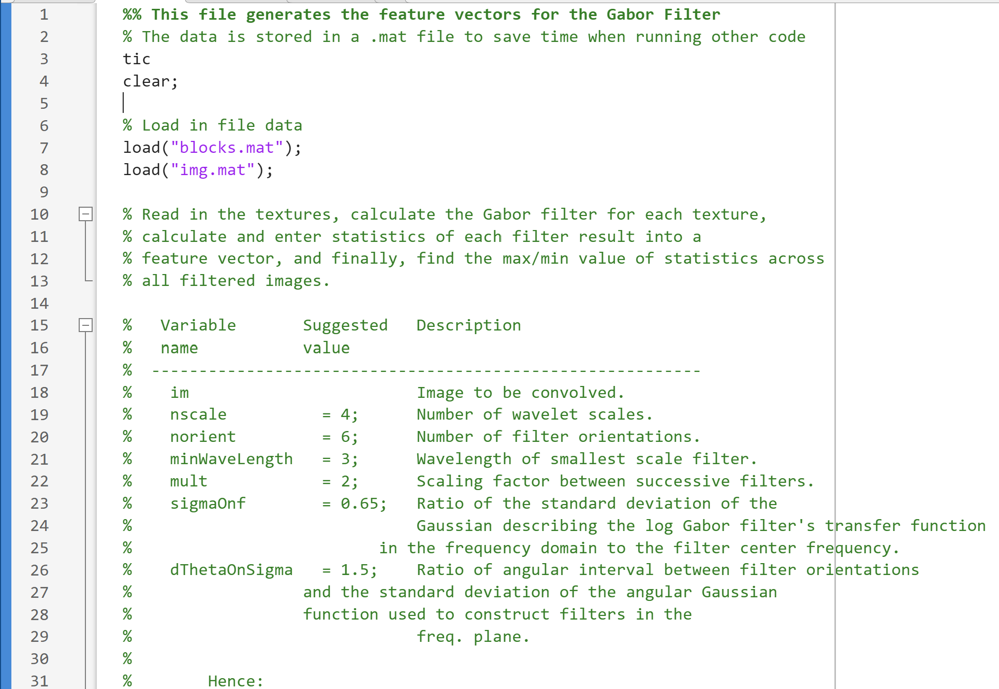 1 %% This file generates the feature vectors for the Gabor Filter
2 % The data is stored in a .mat file to save time when running other code
3 tic
4 clear;
5
6 % Load in file data
7 load("blocks.mat");
8 load("img.mat");
9
10 % Read in the textures, calculate the Gabor filter for each texture,
11 % calculate and enter statistics of each filter result into a
12 % feature vector, and finally, find the max/min value of statistics across
13 % all filtered images.
14
15 %   Variable       Suggested   Description
16 %   name           value
17 %  ----------------------------------------------------------
18 %    im                        Image to be convolved.
19 %    nscale          = 4;      Number of wavelet scales.
20 %    norient         = 6;      Number of filter orientations.
21 %    minWaveLength   = 3;      Wavelength of smallest scale filter.
22 %    mult            = 2;      Scaling factor between successive filters.
23 %    sigmaOnf        = 0.65;   Ratio of the standard deviation of the
24 %                              Gaussian describing the log Gabor filter's transfer function
25 %                          in the frequency domain to the filter center frequency.
26 %    dThetaOnSigma   = 1.5;    Ratio of angular interval between filter orientations
27 %                  and the standard deviation of the angular Gaussian
28 %                  function used to construct filters in the
29 %                              freq. plane.
30 %
31 %        Hence: